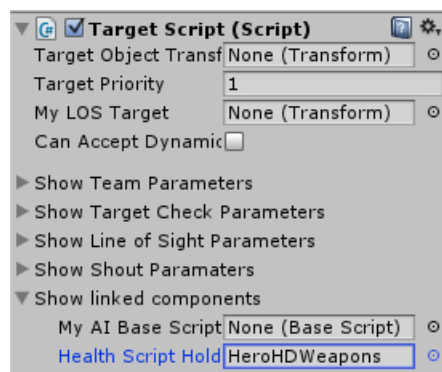 Target Script (Script)
Target Object Transf None (Transform)
Target Priority 1
My LOS Target None (Transform)
Can Accept Dynamic
Show Team Parameters
Show Target Check Parameters
Show Line of Sight Parameters
Show Shout Paramaters
Show linked components
My AI Base Script None (Base Script)
Health Script Hold HeroHDWeapons